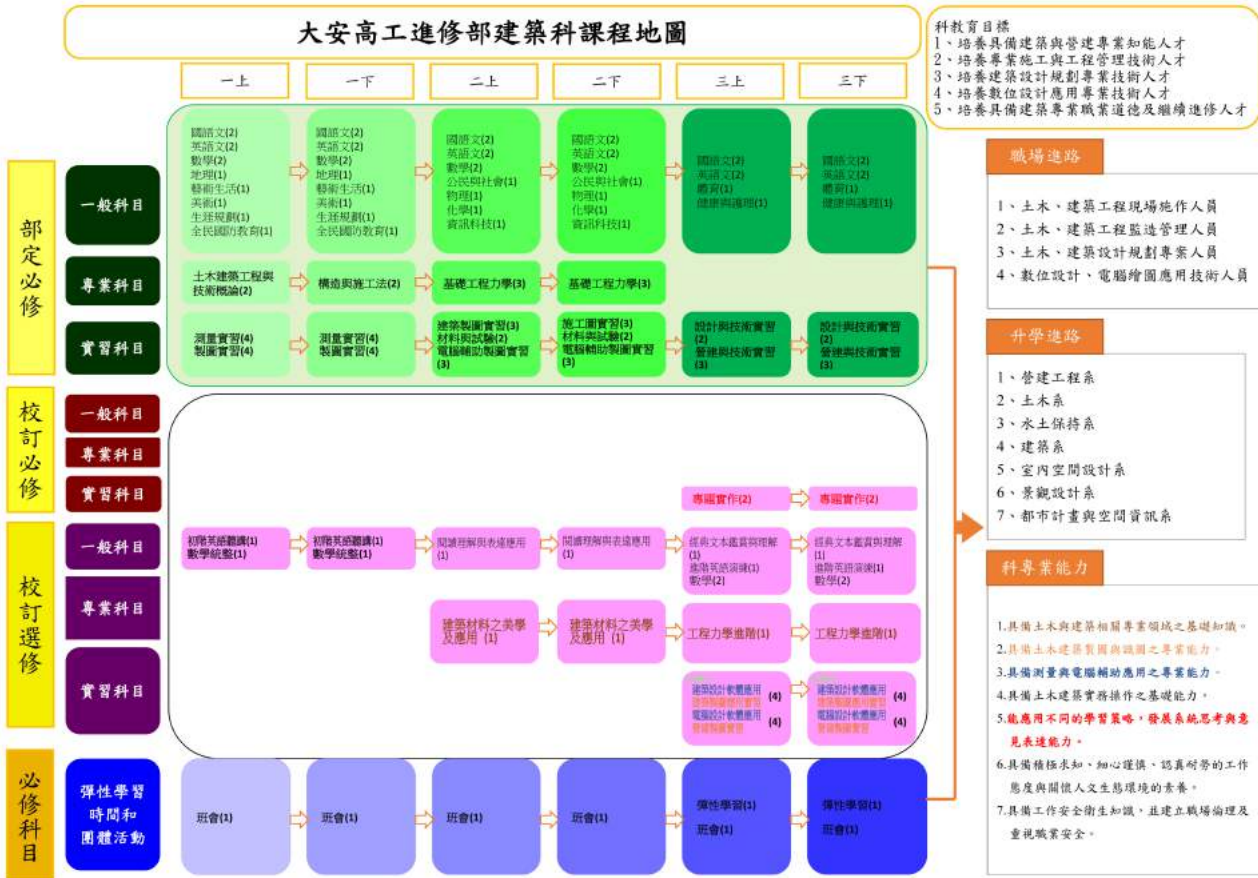 大安高工進修部建築科課程地圖
科教育目標
1、培養具備建築與營建專業知能人才
2、培養專業施工與工程管理技術人才
3、培養建築設計規劃專業技術人才
4、培養數位設計應用專業技術人才
5、培養具備建築專業職業道德及繼續進修人才
一上
一下
二上
二下
三上
三下
部定必修
一般科目
國語文(2)
英語文(2)
數學(2)
地理(1)
藝術生活(1)
美術(1)
生涯規劃(1)
全民國防教育(1)
國語文(2)
英語文(2)
數學(2)
地理(1)
藝術生活(1)
美術(1)
生涯規劃(1)
全民國防教育(1)
國語文(2)
英語文(2)
數學(2)
公民與社會(1)
物理(1)
化學(1)
資訊科技(1)
國語文(2)
英語文(2)
數學(2)
公民與社會(1)
物理(1)
化學(1)
資訊科技(1)
國語文(2)
英語文(2)
體育(1)
健康與護理(1)
國語文(2)
英語文(2)
體育(1)
健康與護理(1)
專業科目
土木建築工程與
技術概論(2)
構造與施工法(2)
基礎工程力學(3)
基礎工程力學(3)
實習科目
測量實習(4)
製圖實習(4)
測量實習(4)
製圖實習(4)
建築製圖實習(3)
材料與試驗(2)
電腦輔助製圖實習
(3)
施工圖實習(3)
材料與試驗(2)
電腦輔助製圖實習
(3)
設計與技術實習
(2)
營建與技術實習
(3)
設計與技術實習
(2)
營建與技術實習
(3)
校訂必修
一般科目
專業科目
實習科目
專題實作(2)
專題實作(2)
校訂選修
一般科目
初階英語聽講(1)
數學統整(1)
初階英語聽講(1)
數學統整(1)
閱讀理解與表達應用
(1)
閱讀理解與表達應用
(1)
經典文本鑑賞與理解
(1)
進階英語演練(1)
數學(2)
經典文本鑑賞與理解
(1)
進階英語演練(1)
數學(2)
專業科目
建築材料之美學
及應用 (1)
建築材料之美學
及應用 (1)
工程力學進階(1)
工程力學進階(1)
實習科目
建築設計軟體應用
建築製圖應用實習
(4)
電腦設計軟體應用
營建製圖實習
(4)
建築設計軟體應用
建築製圖應用實習
(4)
電腦設計軟體應用
營建製圖實習
(4)
必修科目
彈性學習
時間和
團體活動
班會(1)
班會(1)
班會(1)
班會(1)
彈性學習(1)
班會(1)
彈性學習(1)
班會(1)
職場進路
1、土木、建築工程現場施作人員
2、土木、建築工程監造管理人員
3、土木、建築設計規劃專案人員
4、數位設計、電腦繪圖應用技術人員
升學進路
1、營建工程系
2、土木系
3、水土保持系
4、建築系
5、室內空間設計系
6、景觀設計系
7、都市計畫與空間資訊系
科專業能力
1.具備土木與建築相關專業領域之基礎知識。
2.具備土木建築製圖與識圖之專業能力。
3.具備測量與電腦輔助應用之專業能力。
4.具備土木建築實務操作之基礎能力。
5.能應用不同的學習策略，發展系統思考與意
見表達能力。
6.具備積極求知、細心謹慎、認真耐勞的工作
態度與關懷人文生態環境的素養。
7.具備工作安全衛生知識，並建立職場倫理及
重視職業安全。